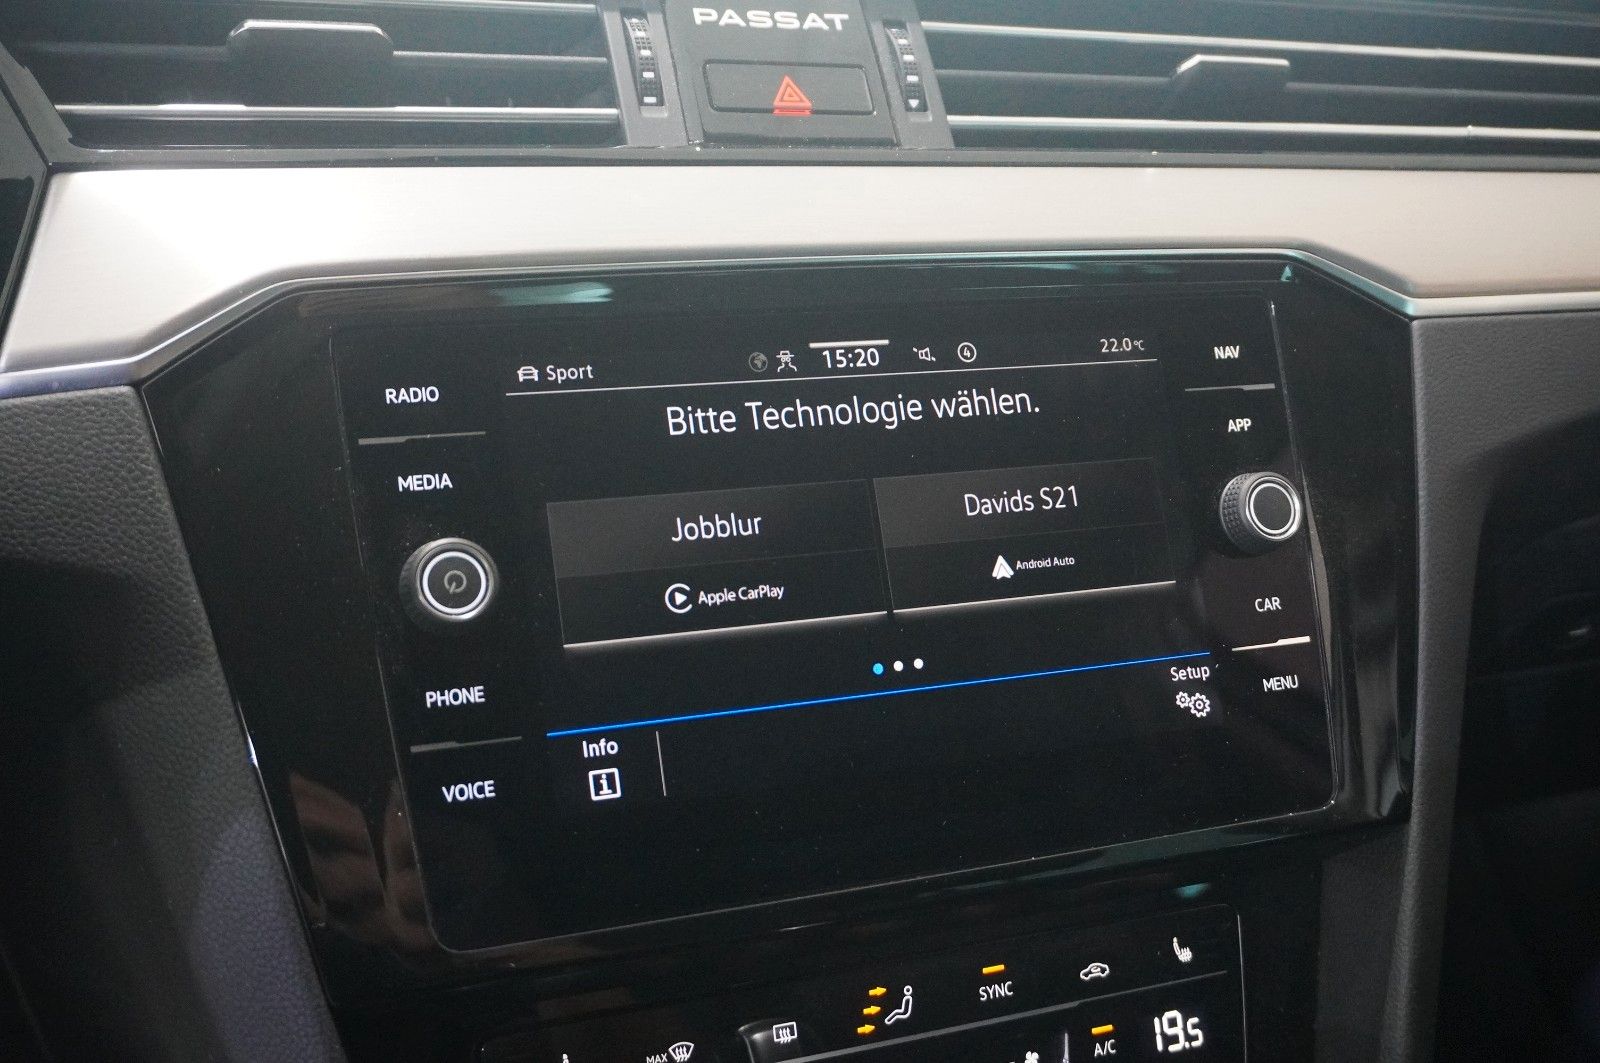 PASSAT
Sport
15:20
4
22.0°C
RADIO
NAV
Bitte Technologie wählen.
APP
MEDIA
Jobblur
Davids S21
Apple CarPlay
Android Auto
CAR
PHONE
Setup
MENU
Info
i
VOICE
SYNC
MAX
A/C
19.5